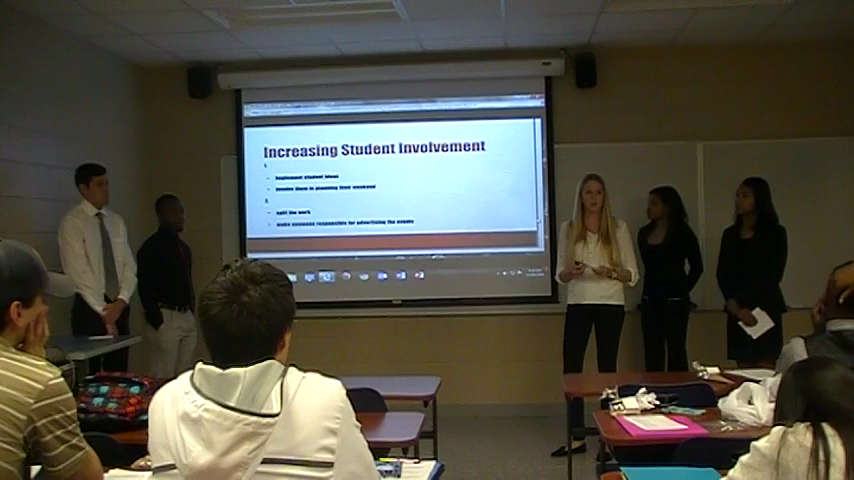 Increasing Student Involvement
1.
- Implement student ideas
- Involve them in planning their weekend
2.
- Split the work
- make someone responsible for advertising the events